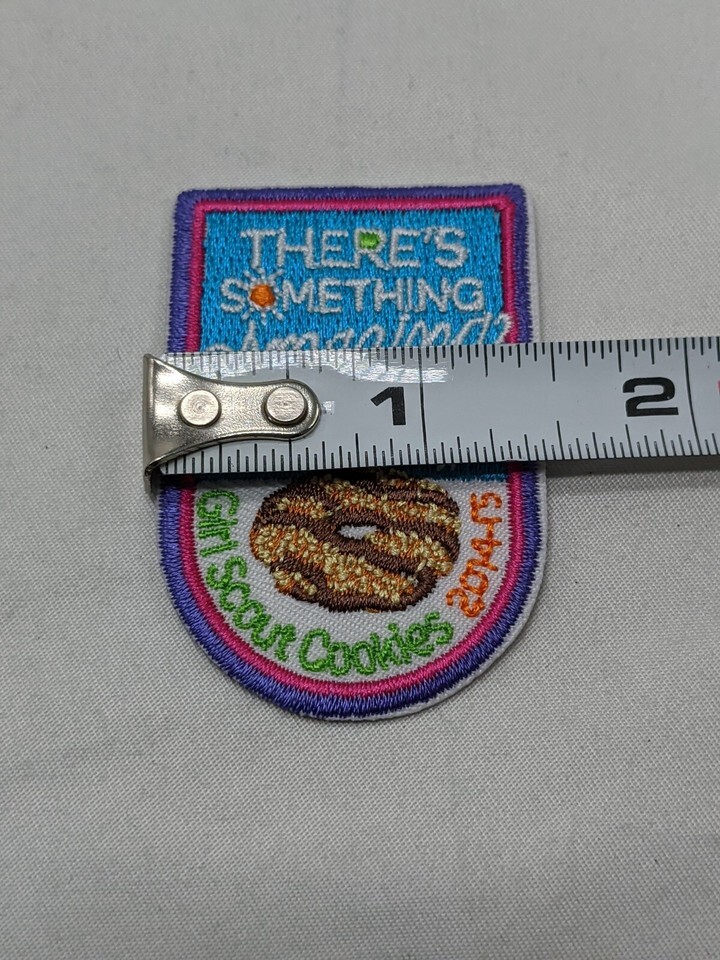 THERE'S
SOMETHING
1 2
Girl Scout Cookies 2014-15